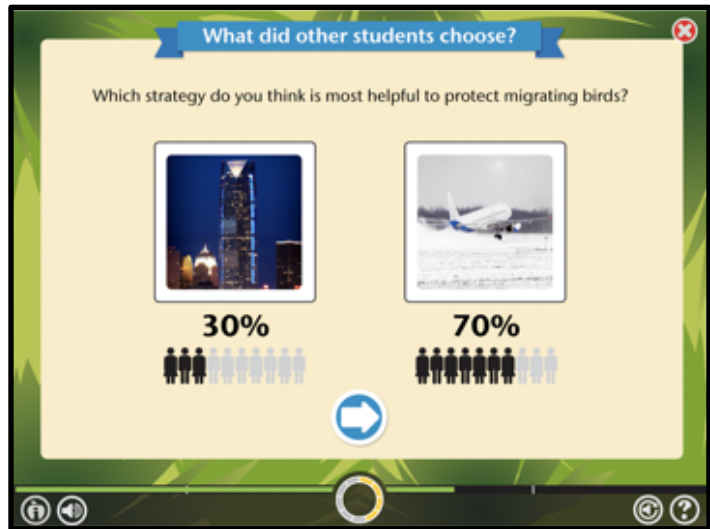 What did other students choose?
Which strategy do you think is most helpful to protect migrating birds?
30%
70%
?